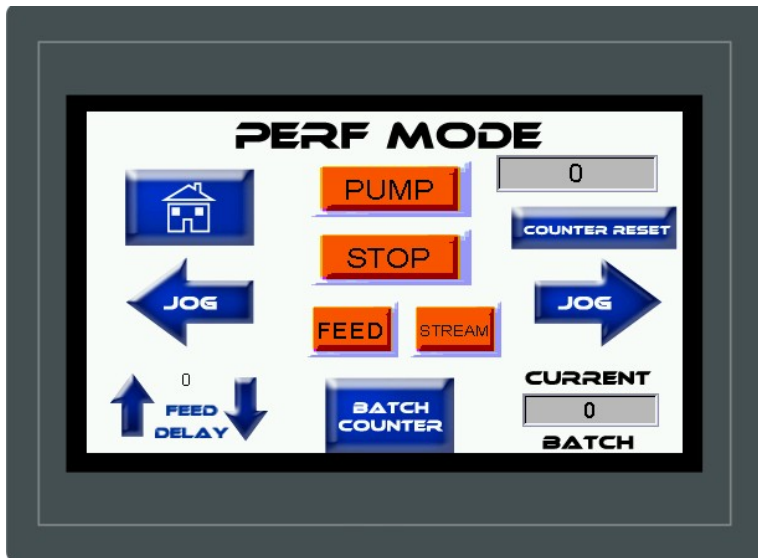 PERF MODE
PUMP
0
COUNTER RESET
STOP
JOG
JOG
FEED
STREAM
0
FEED
DELAY
BATCH
COUNTER
CURRENT
0
BATCH